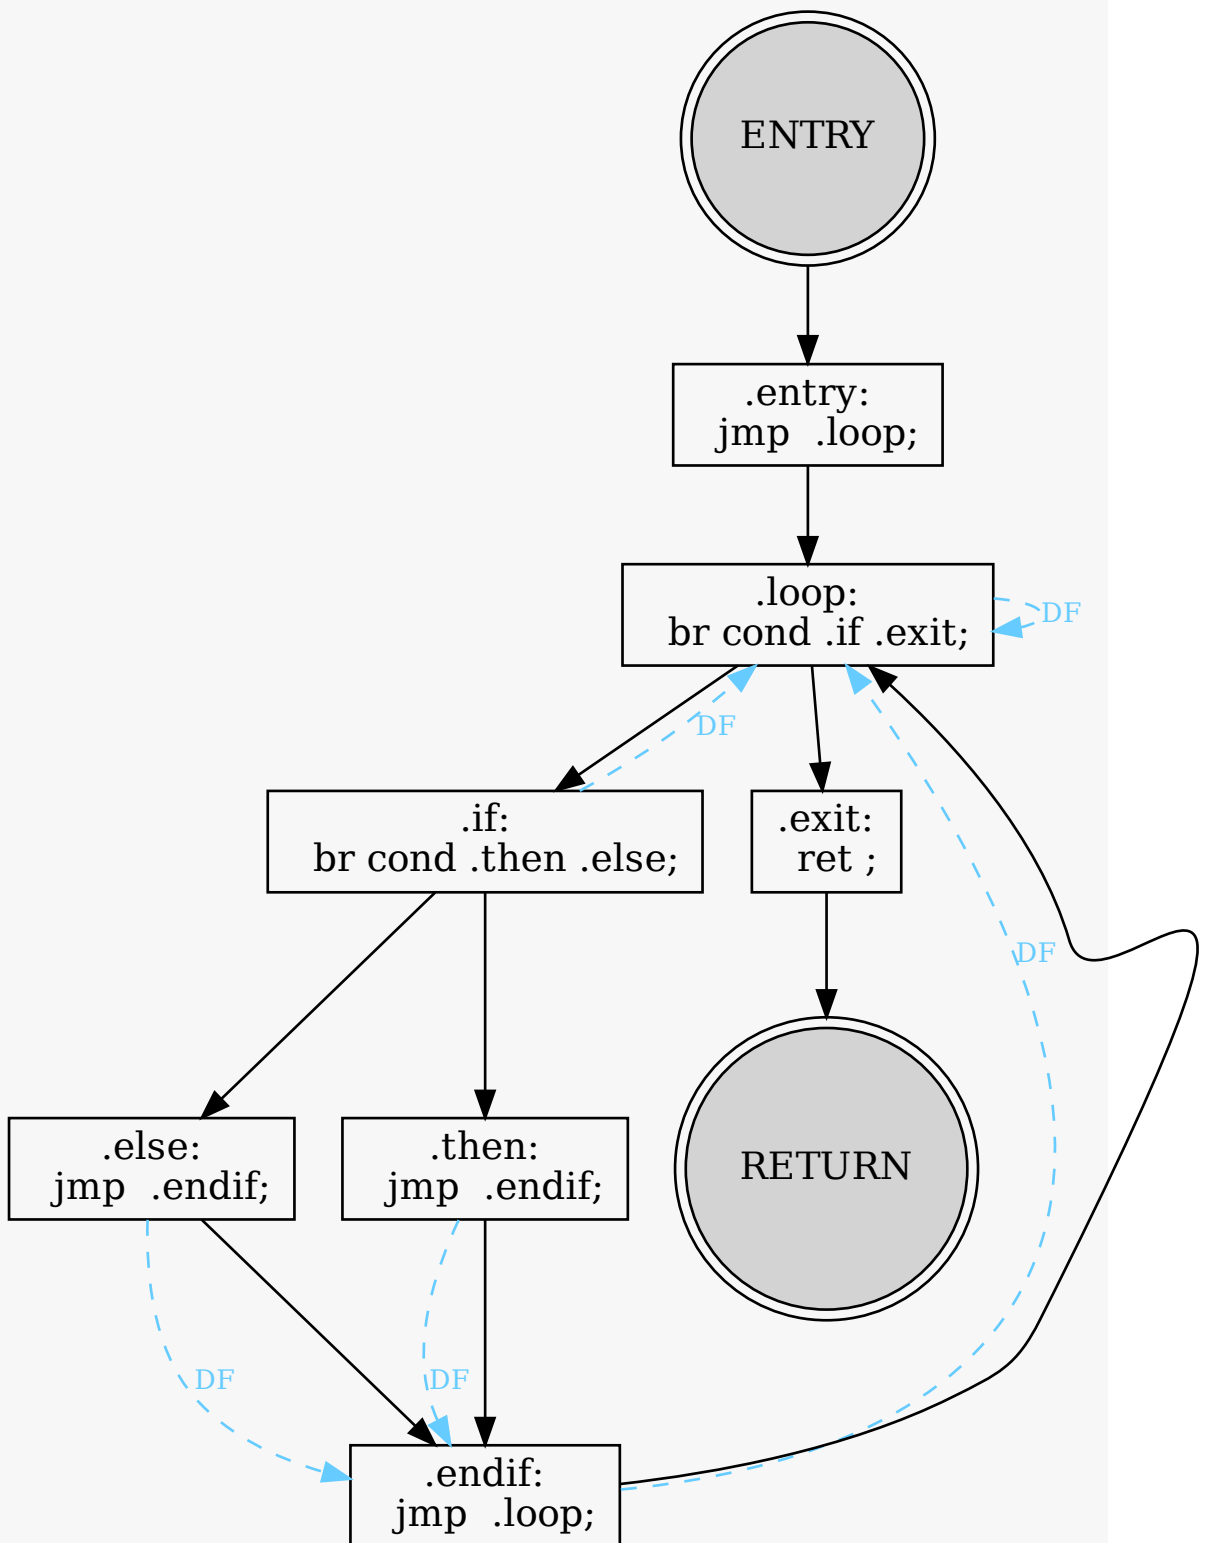 ENTRY
.entry:
jmp  .loop;
.loop:
br cond .if .exit;
DF
DF
.if:
br cond .then .else;
.exit:
ret ;
DF
.else:
jmp  .endif;
.then:
jmp  .endif;
RETURN
DF
DF
.endif:
jmp  .loop;